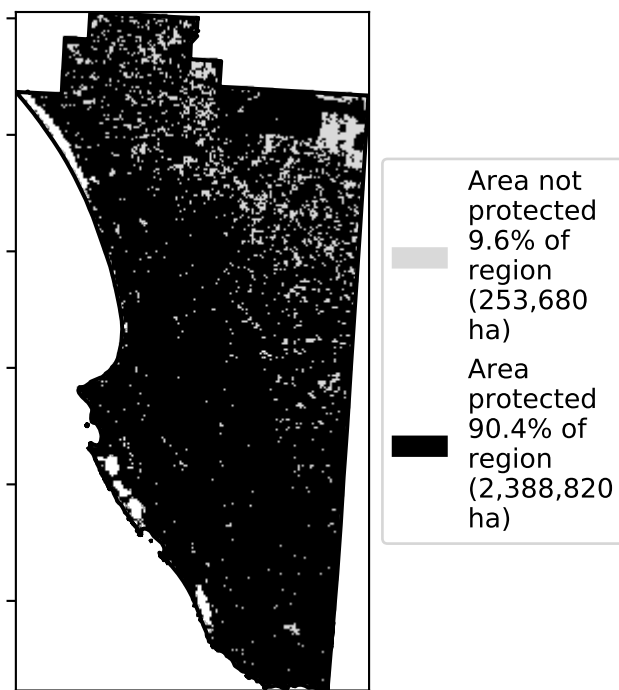 Area not
protected
9.6% of
region
(253,680
ha)
Area
protected
90.4% of
region
(2,388,820
ha)